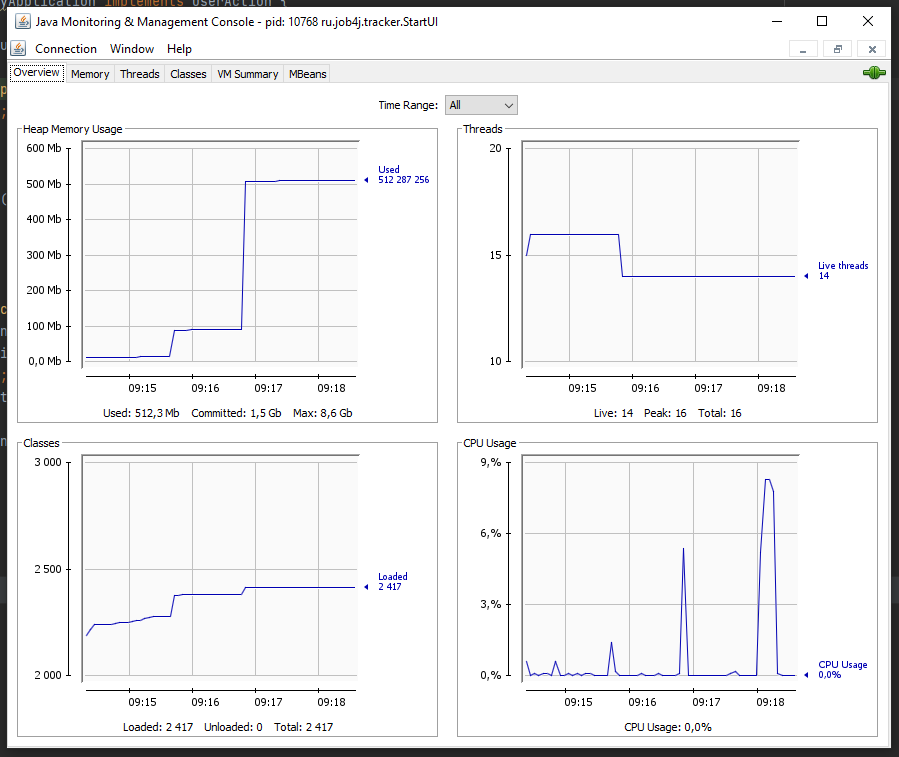 yApplication implements UserAction {
Java Monitoring & Management Console - pid: 10768 ru.job4j.tracker.StartUI
Connection Window Help
Overview Memory Threads Classes VM Summary MBeans
Time Range: All
Heap Memory Usage
600 Mb
500 Mb
400 Mb
300 Mb
200 Mb
100 Mb
0,0 Mb
Used
512 287 256
09:15 09:16 09:17 09:18
Used: 512,3 Mb Committed: 1,5 Gb Max: 8,6 Gb
Threads
20
15
10
Live threads
14
09:15 09:16 09:17 09:18
Live: 14 Peak: 16 Total: 16
Classes
3 000
2 500
2 000
Loaded
2 417
09:15 09:16 09:17 09:18
Loaded: 2 417 Unloaded: 0 Total: 2 417
CPU Usage
9,%
6,%
3,%
0,%
CPU Usage
0,0%
09:15 09:16 09:17 09:18
CPU Usage: 0,0%